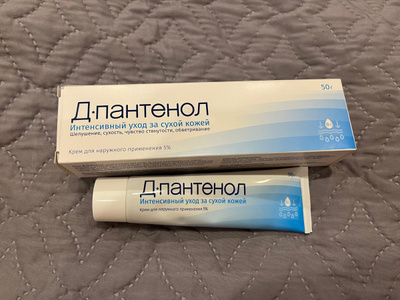 50 г
Д-пантенол
Интенсивный уход за сухой кожей
Шелушение, сухость, чувство стянутости, обветривание
Крем для наружного применения 5%
Д-пантенол
Интенсивный уход за сухой кожей
Крем для наружного применения 5%